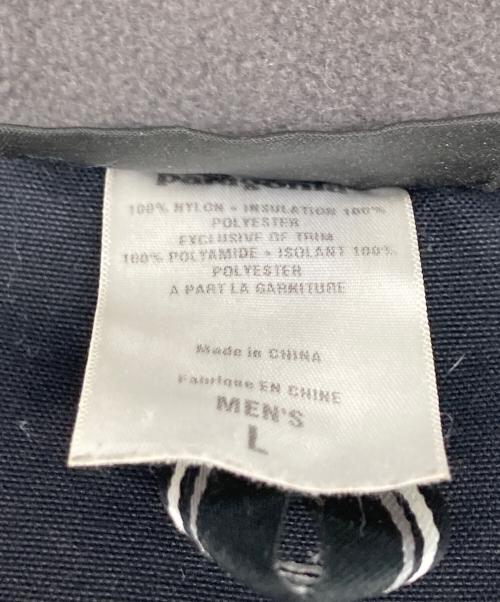 patagonia
100% NYLON • INSULATION 100%
POLYESTER
EXCLUSIVE OF TRIM
100% POLYAMIDE • ISOLANT 100%
POLYESTER
A PART LA GARNITURE
Made in CHINA
Fabrique EN CHINE
MEN'S
L